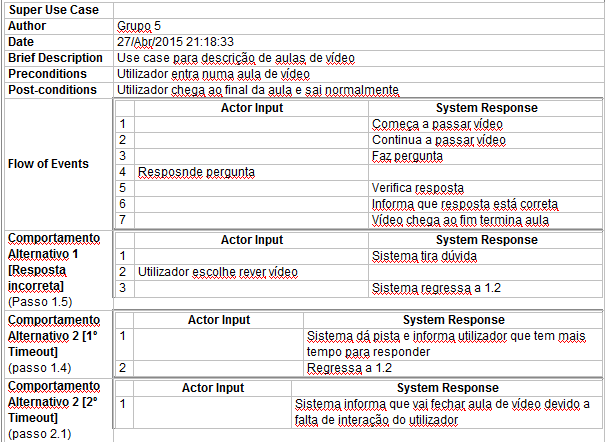 Super Use Case
Author Grupo 5
Date 27/Abr/2015 21:18:33
Brief Description Use case para descrição de aulas de vídeo
Preconditions Utilizador entra numa aula de vídeo
Post-conditions Utilizador chega ao final da aula e sai normalmente
Flow of Events
Actor Input System Response
1 Começa a passar vídeo
2 Continua a passar vídeo
3 Faz pergunta
4 Resposnde pergunta
5 Verifica resposta
6 Informa que resposta está correta
7 Vídeo chega ao fim termina aula
Comportamento
Alternativo 1
[Resposta
incorreta]
(Passo 1.5)
Actor Input System Response
1 Sistema tira dúvida
2 Utilizador escolhe rever vídeo
3 Sistema regressa a 1.2
Comportamento
Alternativo 2 [1º
Timeout]
(passo 1.4)
Actor Input System Response
1 Sistema dá pista e informa utilizador que tem mais
tempo para responder
2 Regressa a 1.2
Comportamento
Alternativo 2 [2º
Timeout]
(passo 2.1)
Actor Input System Response
1 Sistema informa que vai fechar aula de vídeo devido a
falta de interação do utilizador